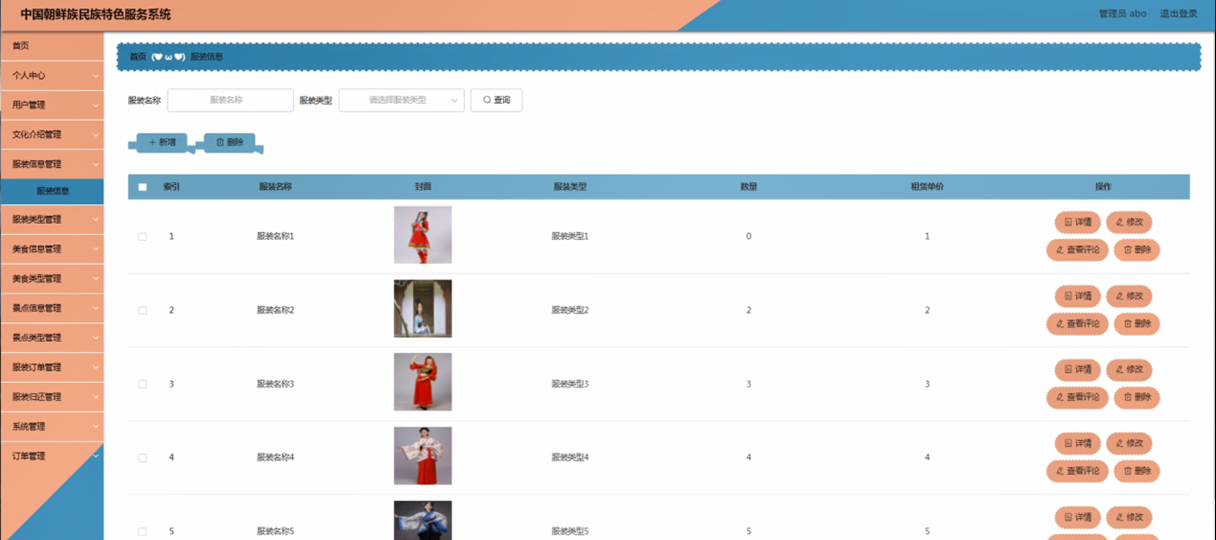 中国朝鲜族民族特色服务系统
管理员 abo 退出登录
首页
个人中心
用户管理
文化介绍管理
服装信息管理
服装信息
服装类型管理
美食信息管理
美食类型管理
景点信息管理
景点类型管理
服装订单管理
服装归还管理
系统管理
订单管理
首页 (♥ω♥) 服装信息
服装名称 服装名称 服装类型 请选择服装类型 查询
+ 新增 删除
索引 服装名称 封面 服装类型 数量 租赁单价 操作
1 服装名称1 服装类型1 0 1 详情 修改
查看评论 删除
2 服装名称2 服装类型2 2 2 详情 修改
查看评论 删除
3 服装名称3 服装类型3 3 3 详情 修改
查看评论 删除
4 服装名称4 服装类型4 4 4 详情 修改
查看评论 删除
5 服装名称5 服装类型5 5 5 详情 修改